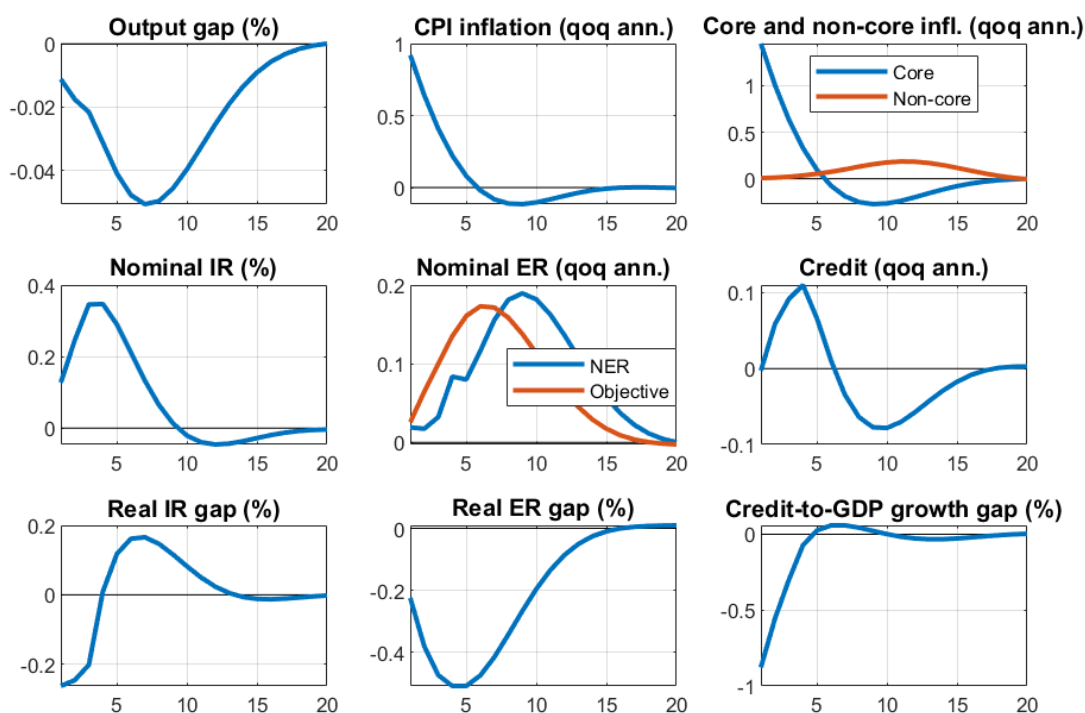 Output gap (%)
0
-0.02
-0.04
5 10 15 20
CPI inflation (qoq ann.)
1
0.5
0
5 10 15 20
Core and non-core infl. (qoq ann.)
1
0.5
0
Core
Non-core
5 10 15 20
Nominal IR (%)
0.4
0.2
0
5 10 15 20
Nominal ER (qoq ann.)
0.2
0.1
0
NER
Objective
5 10 15 20
Credit (qoq ann.)
0.1
0
-0.1
5 10 15 20
Real IR gap (%)
0.2
0
-0.2
5 10 15 20
Real ER gap (%)
0
-0.2
-0.4
5 10 15 20
Credit-to-GDP growth gap (%)
0
-0.5
-1
5 10 15 20